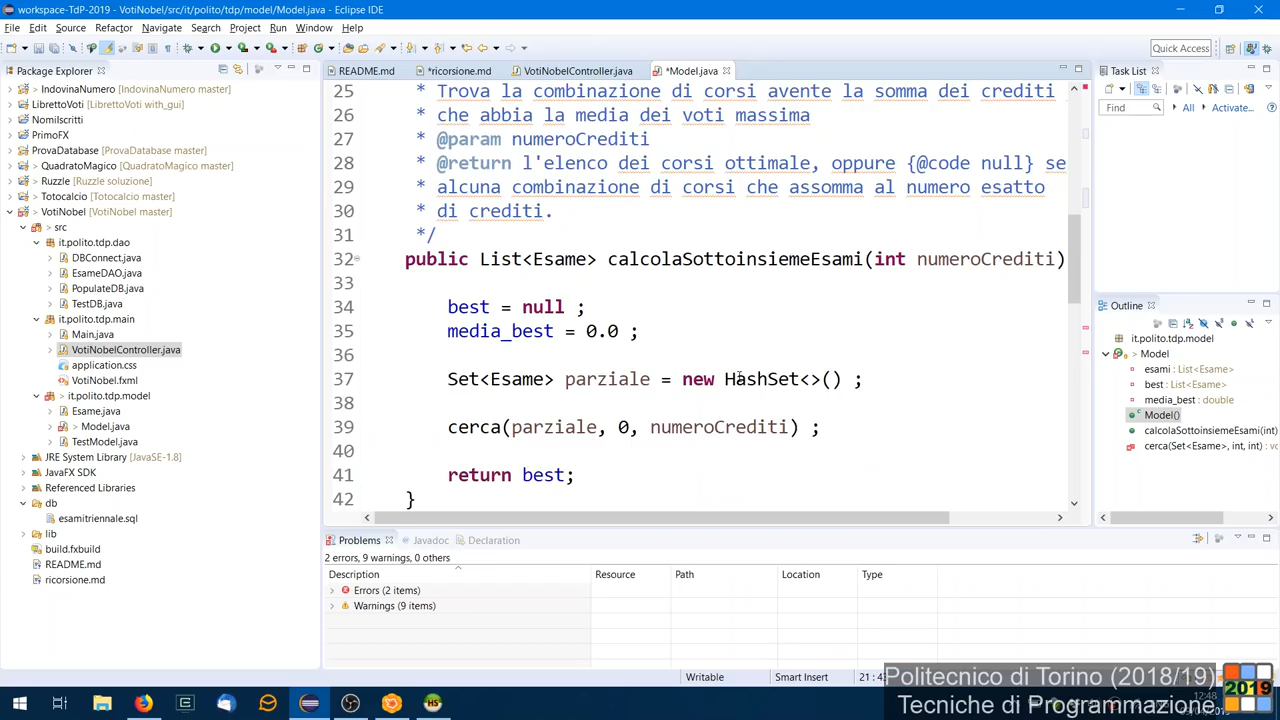 workspace-TdP-2019 - VotiNobel/src/it/polito/tdp/model/Model.java - Eclipse IDE
File Edit Source Refactor Navigate Search Project Run Window Help
Quick Access
Package Explorer
IndovinaNumero [IndovinaNumero master]
LibrettoVoti [LibrettoVoti with_gui]
NomiIscritti
PrimoFX
ProvaDatabase [ProvaDatabase master]
QuadratoMagico [QuadratoMagico master]
Ruzzle [Ruzzle soluzione]
Totocalcio [Totocalcio master]
VotiNobel [VotiNobel master]
src
it.polito.tdp.dao
DBConnect.java
EsameDAO.java
PopulateDB.java
TestDB.java
it.polito.tdp.main
Main.java
VotiNobelController.java
application.css
VotiNobel.fxml
it.polito.tdp.model
Esame.java
Model.java
TestModel.java
JRE System Library [JavaSE-1.8]
JavaFX SDK
Referenced Libraries
db
esamitriennale.sql
lib
build.fxbuild
README.md
ricorsione.md
README.md *ricorsione.md VotiNobelController.java *Model.java
25 * Trova la combinazione di corsi avente la somma dei crediti
26 * che abbia la media dei voti massima
27 * @param numeroCrediti
28 * @return l'elenco dei corsi ottimale, oppure {@code null} se
29 * alcuna combinazione di corsi che assomma al numero esatto
30 * di crediti.
31 */
32 public List<Esame> calcolaSottoinsiemeEsami(int numeroCrediti)
33
34 best = null ;
35 media_best = 0.0 ;
36
37 Set<Esame> parziale = new HashSet<>() ;
38
39 cerca(parziale, 0, numeroCrediti) ;
40
41 return best;
42 }
Task List
Find All Activate...
Outline
it.polito.tdp.model
Model
esami : List<Esame>
best : List<Esame>
media_best : double
Model()
calcolaSottoinsiemeEsami(int)
cerca(Set<Esame>, int, int) : vo
Problems Javadoc Declaration
2 errors, 9 warnings, 0 others
Description Resource Path Location Type
Errors (2 items)
Warnings (9 items)
Writable Smart Insert 21 : 4
Politecnico di Torino (2018/19)
Tecniche di Programmazione
2019
12:48